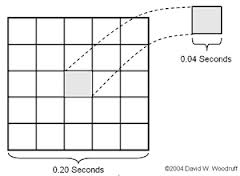 0.04 Seconds
0.20 Seconds
©2004 David W. Woodruff